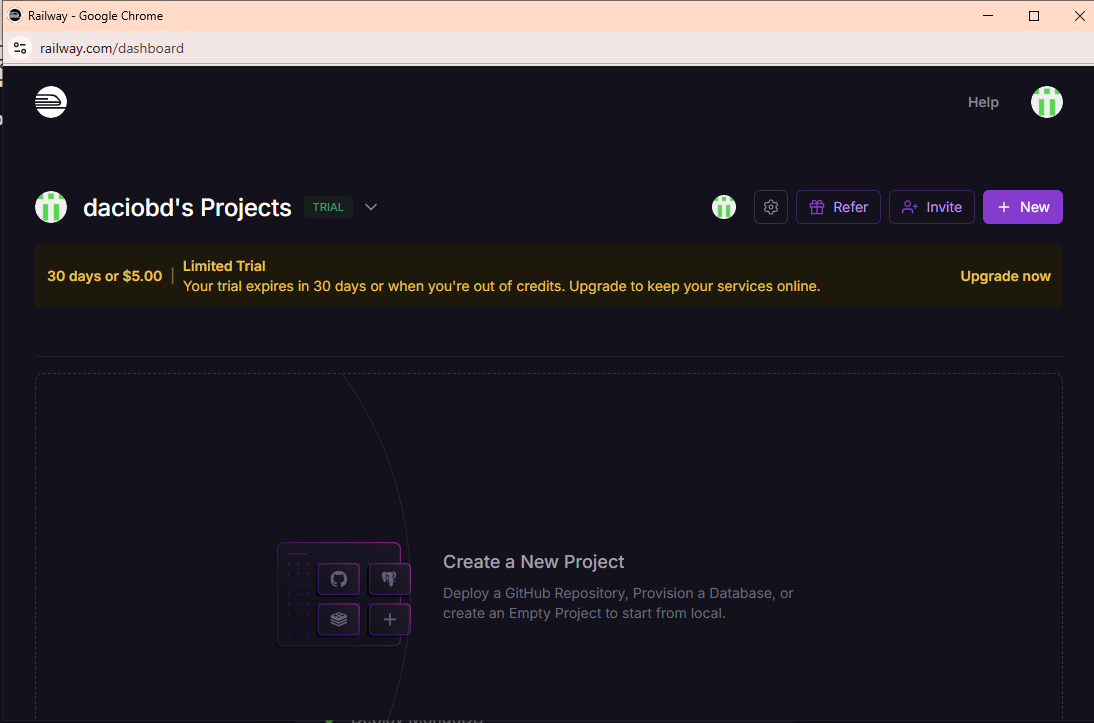 Railway - Google Chrome
railway.com/dashboard
Help
daciobd's Projects TRIAL
Refer
Invite
+ New
30 days or $5.00
Limited Trial
Your trial expires in 30 days or when you're out of credits. Upgrade to keep your services online.
Upgrade now
Create a New Project
Deploy a GitHub Repository, Provision a Database, or
create an Empty Project to start from local.